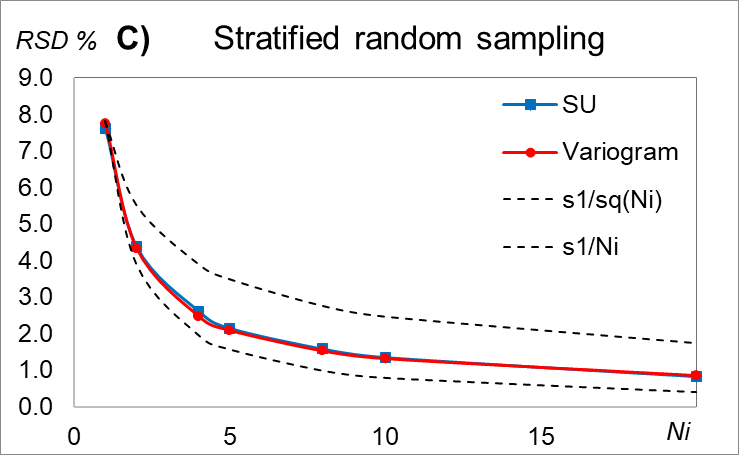 RSD % C) Stratified random sampling
9.0
8.0
7.0
6.0
5.0
4.0
3.0
2.0
1.0
0.0
SU
Variogram
s1/sq(Ni)
s1/Ni
0 5 10 15 Ni